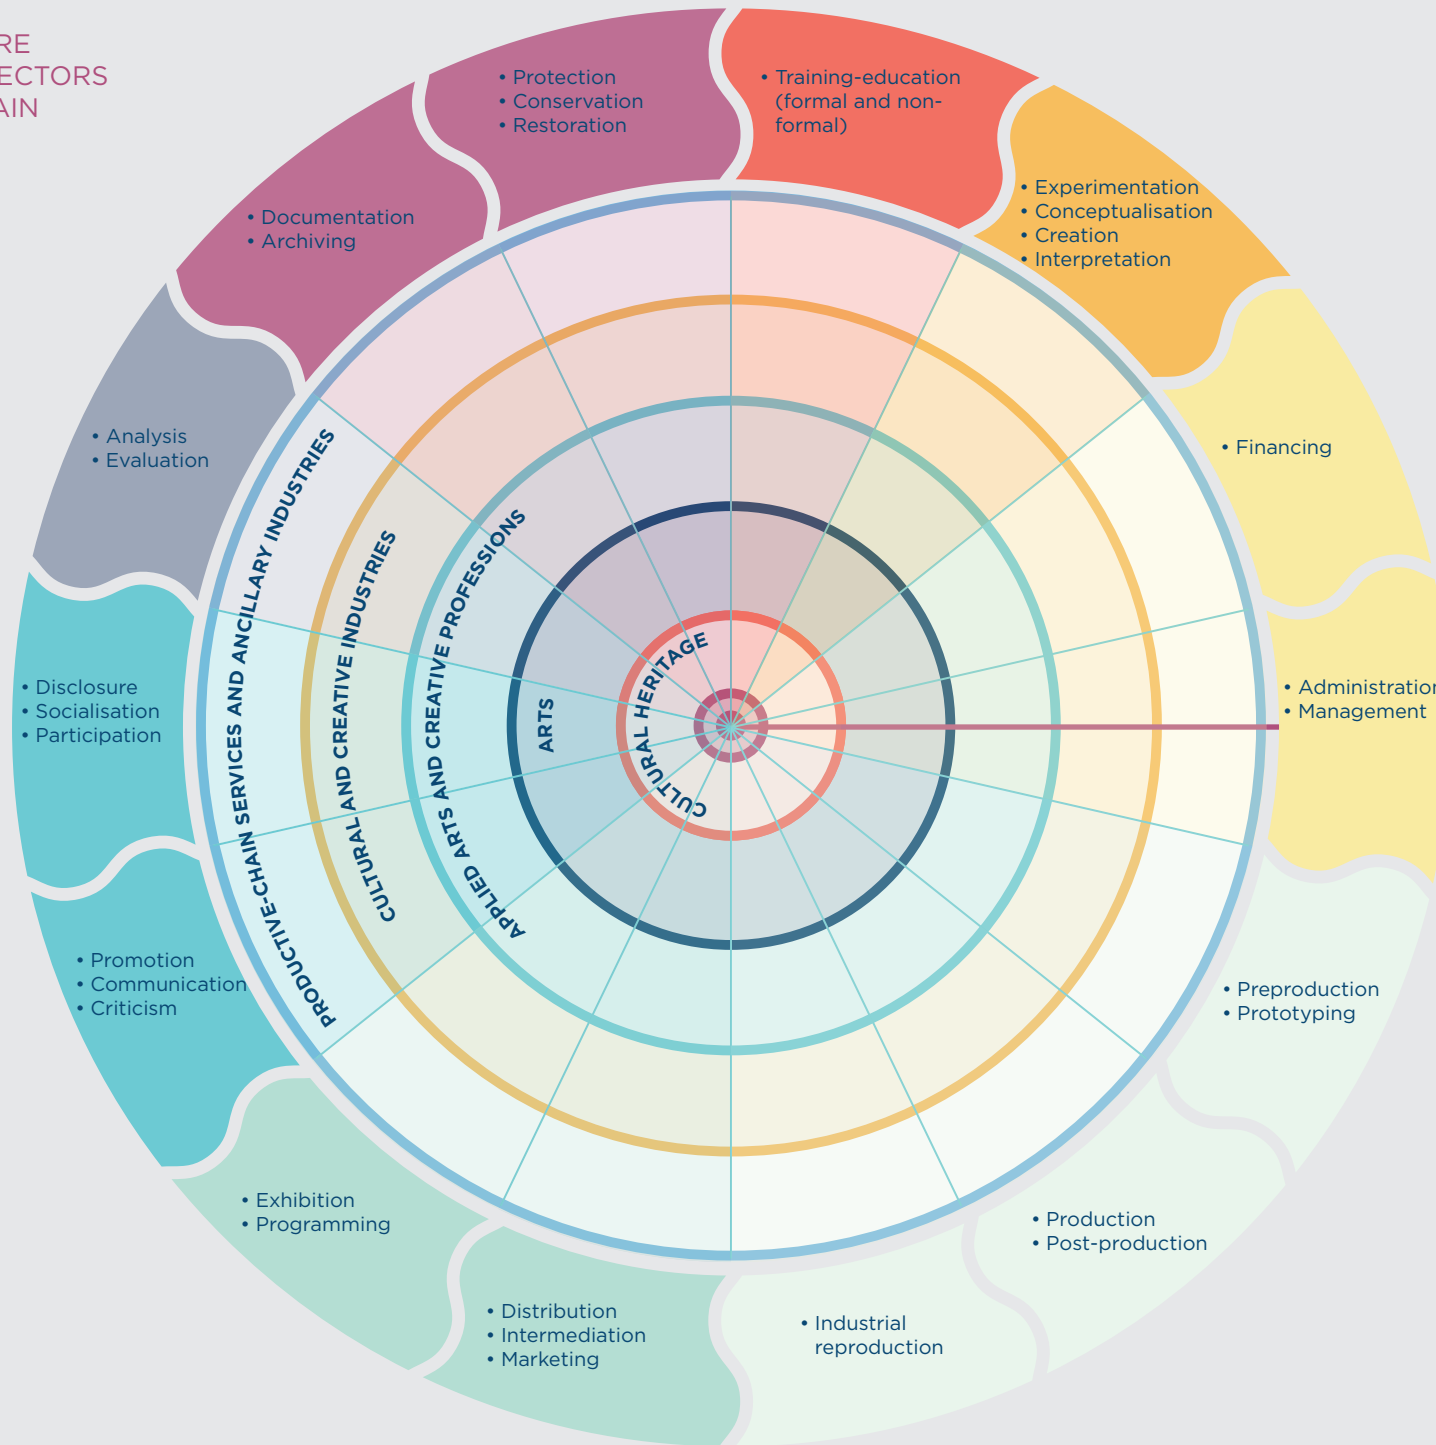 RE
ECTORS
AIN
• Protection
• Conservation
• Restoration
• Training-education
(formal and non-
formal)
• Experimentation
• Conceptualisation
• Creation
• Interpretation
• Financing
• Administration
• Management
• Preproduction
• Prototyping
• Production
• Post-production
• Industrial
reproduction
• Distribution
• Intermediation
• Marketing
• Exhibition
• Programming
• Promotion
• Communication
• Criticism
• Disclosure
• Socialisation
• Participation
• Analysis
• Evaluation
• Documentation
• Archiving
PRODUCTIVE-CHAIN SERVICES AND ANCILLARY INDUSTRIES
CULTURAL AND CREATIVE INDUSTRIES
APPLIED ARTS AND CREATIVE PROFESSIONS
ARTS
CULTURAL HERITAGE